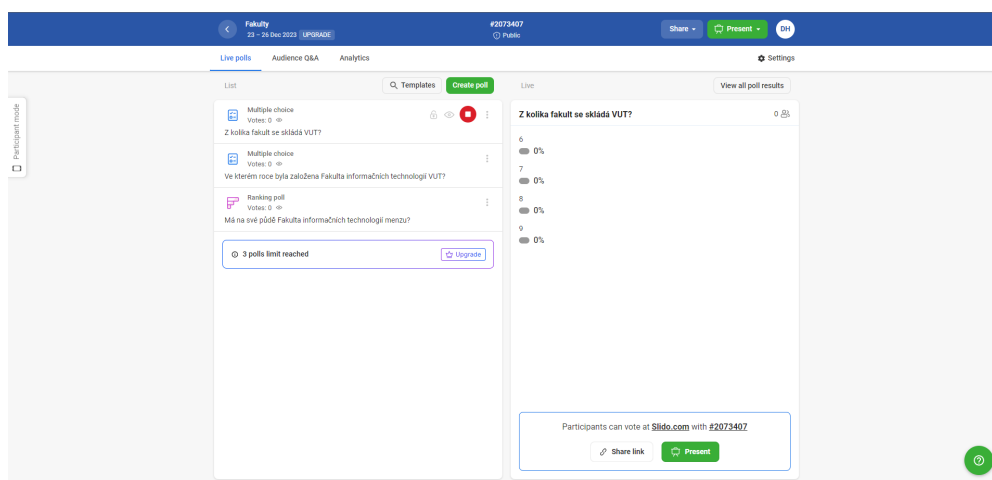 Fakulty
23 – 26 Dec 2023 UPGRADE
#2073407
Public
Share
Present
DH
Live polls
Audience Q&A
Analytics
Settings
Participant mode
List
Templates
Create poll
Multiple choice
Votes: 0
Z kolika fakult se skládá VUT?
Multiple choice
Votes: 0
Ve kterém roce byla založena Fakulta informačních technologií VUT?
Ranking poll
Votes: 0
Má na své půdě Fakulta informačních technologií menzu?
3 polls limit reached
Upgrade
Live
View all poll results
Z kolika fakult se skládá VUT?
0
6
0%
7
0%
8
0%
9
0%
Participants can vote at Slido.com with #2073407
Share link
Present